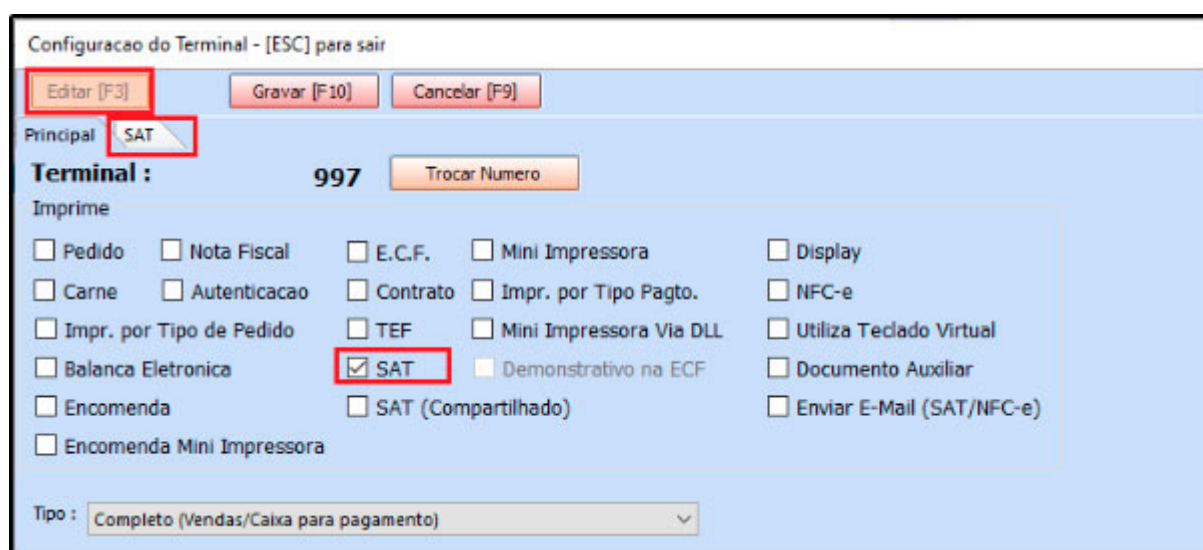 Configuracao do Terminal - [ESC] para sair
Editar [F3] Gravar [F10] Cancelar [F9]
Principal SAT
Terminal : 997 Trocar Numero
Imprime
Pedido Nota Fiscal E.C.F. Mini Impressora Display
Carne Autenticacao Contrato Impr. por Tipo Pagto. NFC-e
Impr. por Tipo de Pedido TEF Mini Impressora Via DLL Utiliza Teclado Virtual
Balanca Eletronica SAT Demonstrativo na ECF Documento Auxiliar
Encomenda SAT (Compartilhado) Enviar E-Mail (SAT/NFC-e)
Encomenda Mini Impressora
Tipo : Completo (Vendas/Caixa para pagamento)